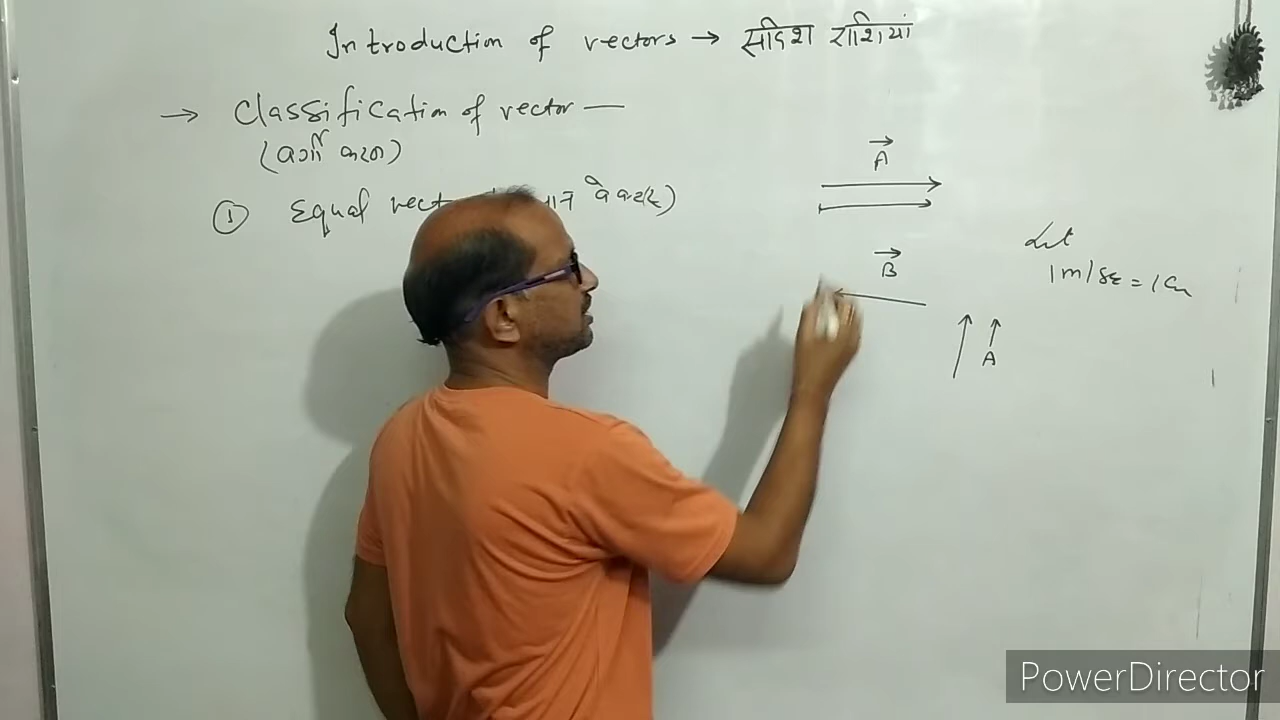 Introduction of vectors → सदिश राशियां
→ Classification of vector —
(वर्गीकरण)
① Equal vect
A
B
Let
1m/sec = 1cm
A
PowerDirector